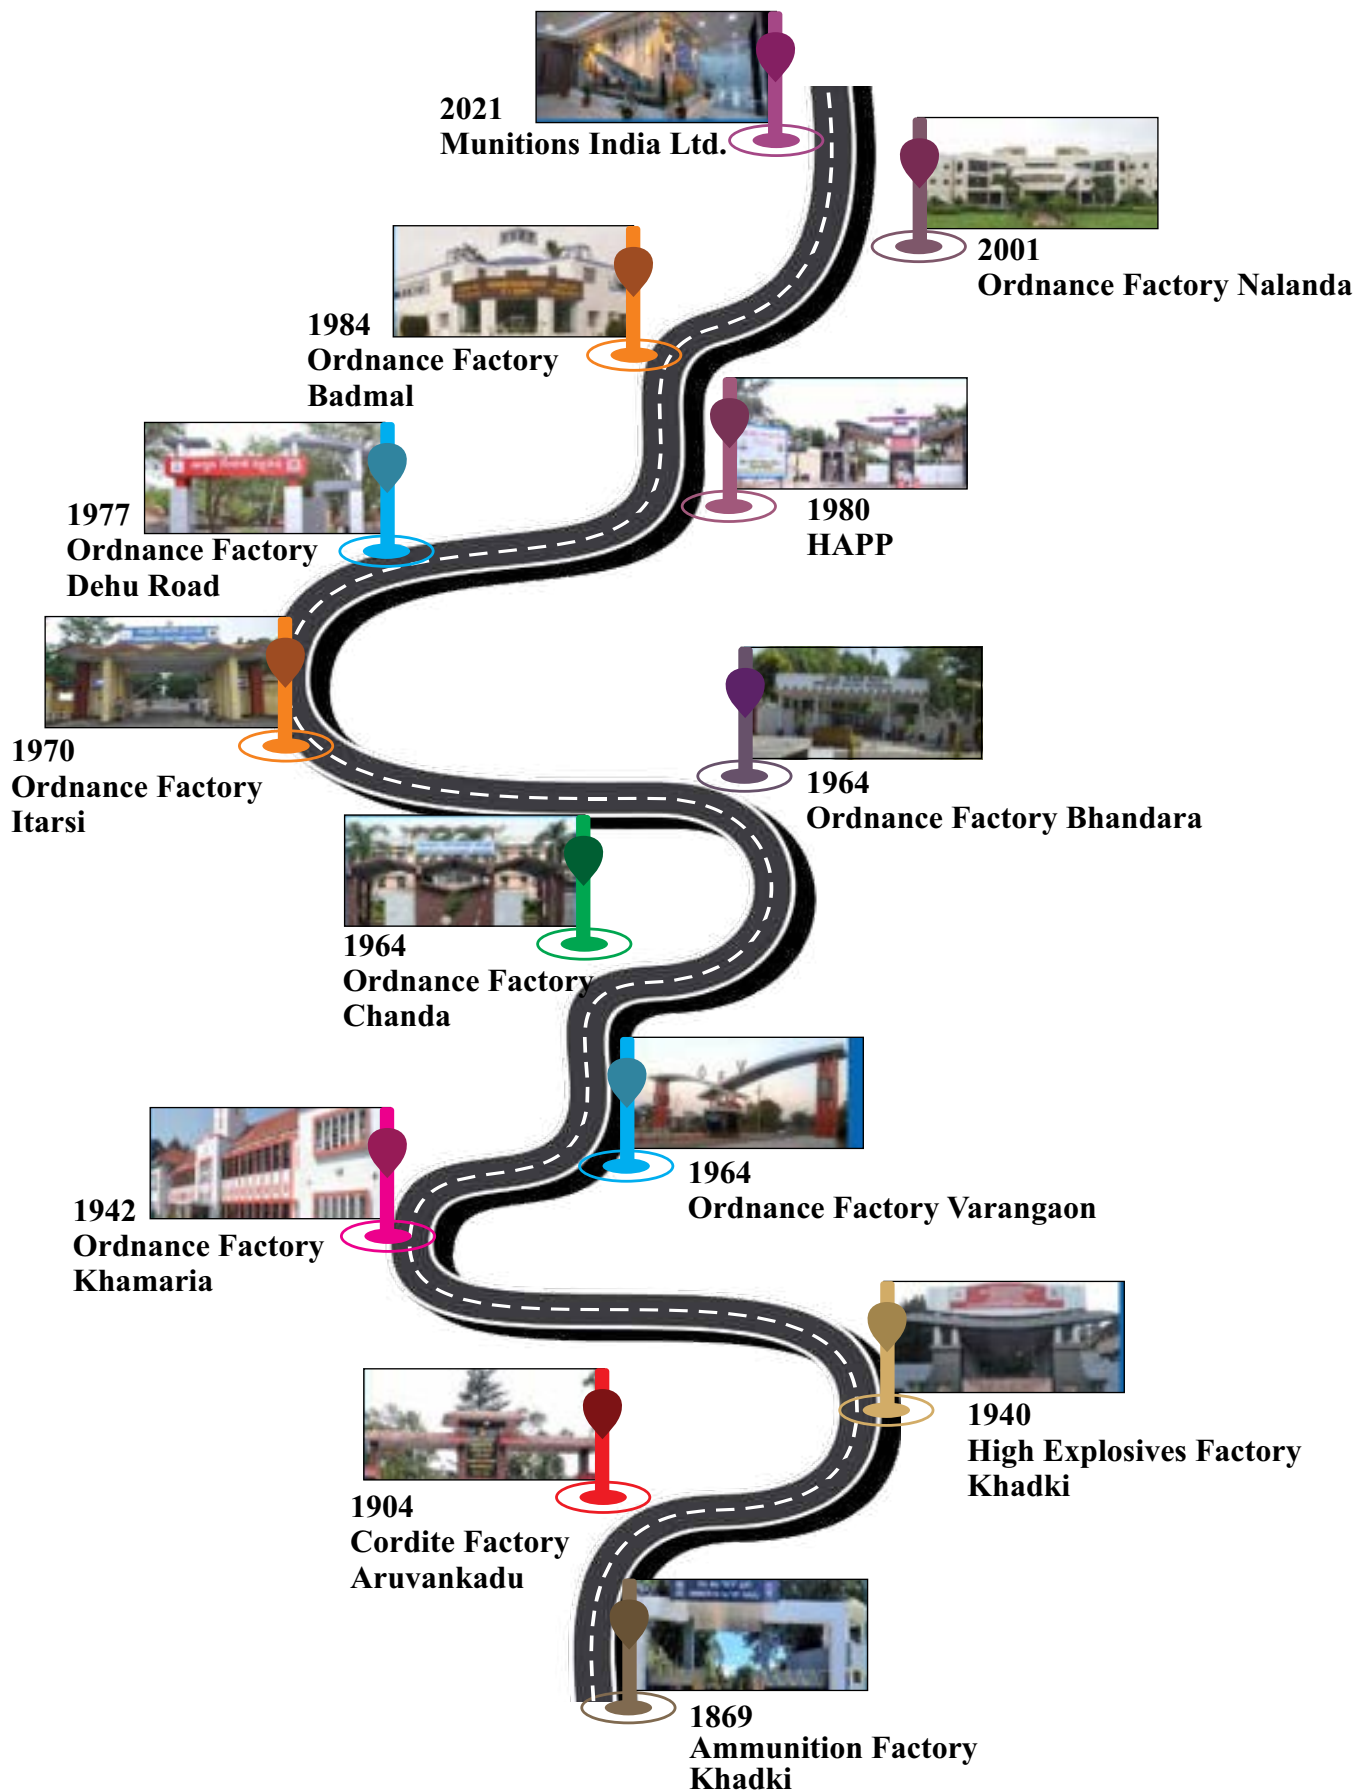 2021
Munitions India Ltd.
2001
Ordnance Factory Nalanda
1984
Ordnance Factory
Badmal
1980
HAPP
1977
Ordnance Factory
Dehu Road
1970
Ordnance Factory
Itarsi
1964
Ordnance Factory Bhandara
1964
Ordnance Factory
Chanda
1964
Ordnance Factory Varangaon
1942
Ordnance Factory
Khamaria
1940
High Explosives Factory
Khadki
1904
Cordite Factory
Aruvankadu
1869
Ammunition Factory
Khadki